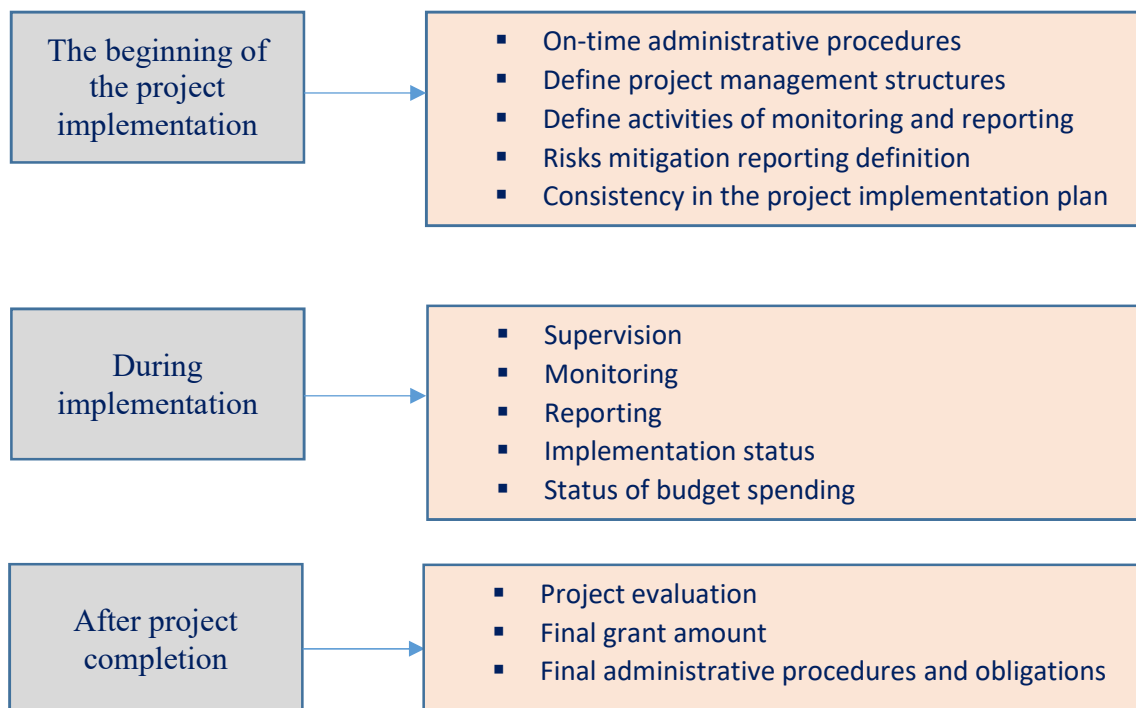 The beginning of
the project
implementation
▪ On-time administrative procedures
▪ Define project management structures
▪ Define activities of monitoring and reporting
▪ Risks mitigation reporting definition
▪ Consistency in the project implementation plan
During
implementation
▪ Supervision
▪ Monitoring
▪ Reporting
▪ Implementation status
▪ Status of budget spending
After project
completion
▪ Project evaluation
▪ Final grant amount
▪ Final administrative procedures and obligations